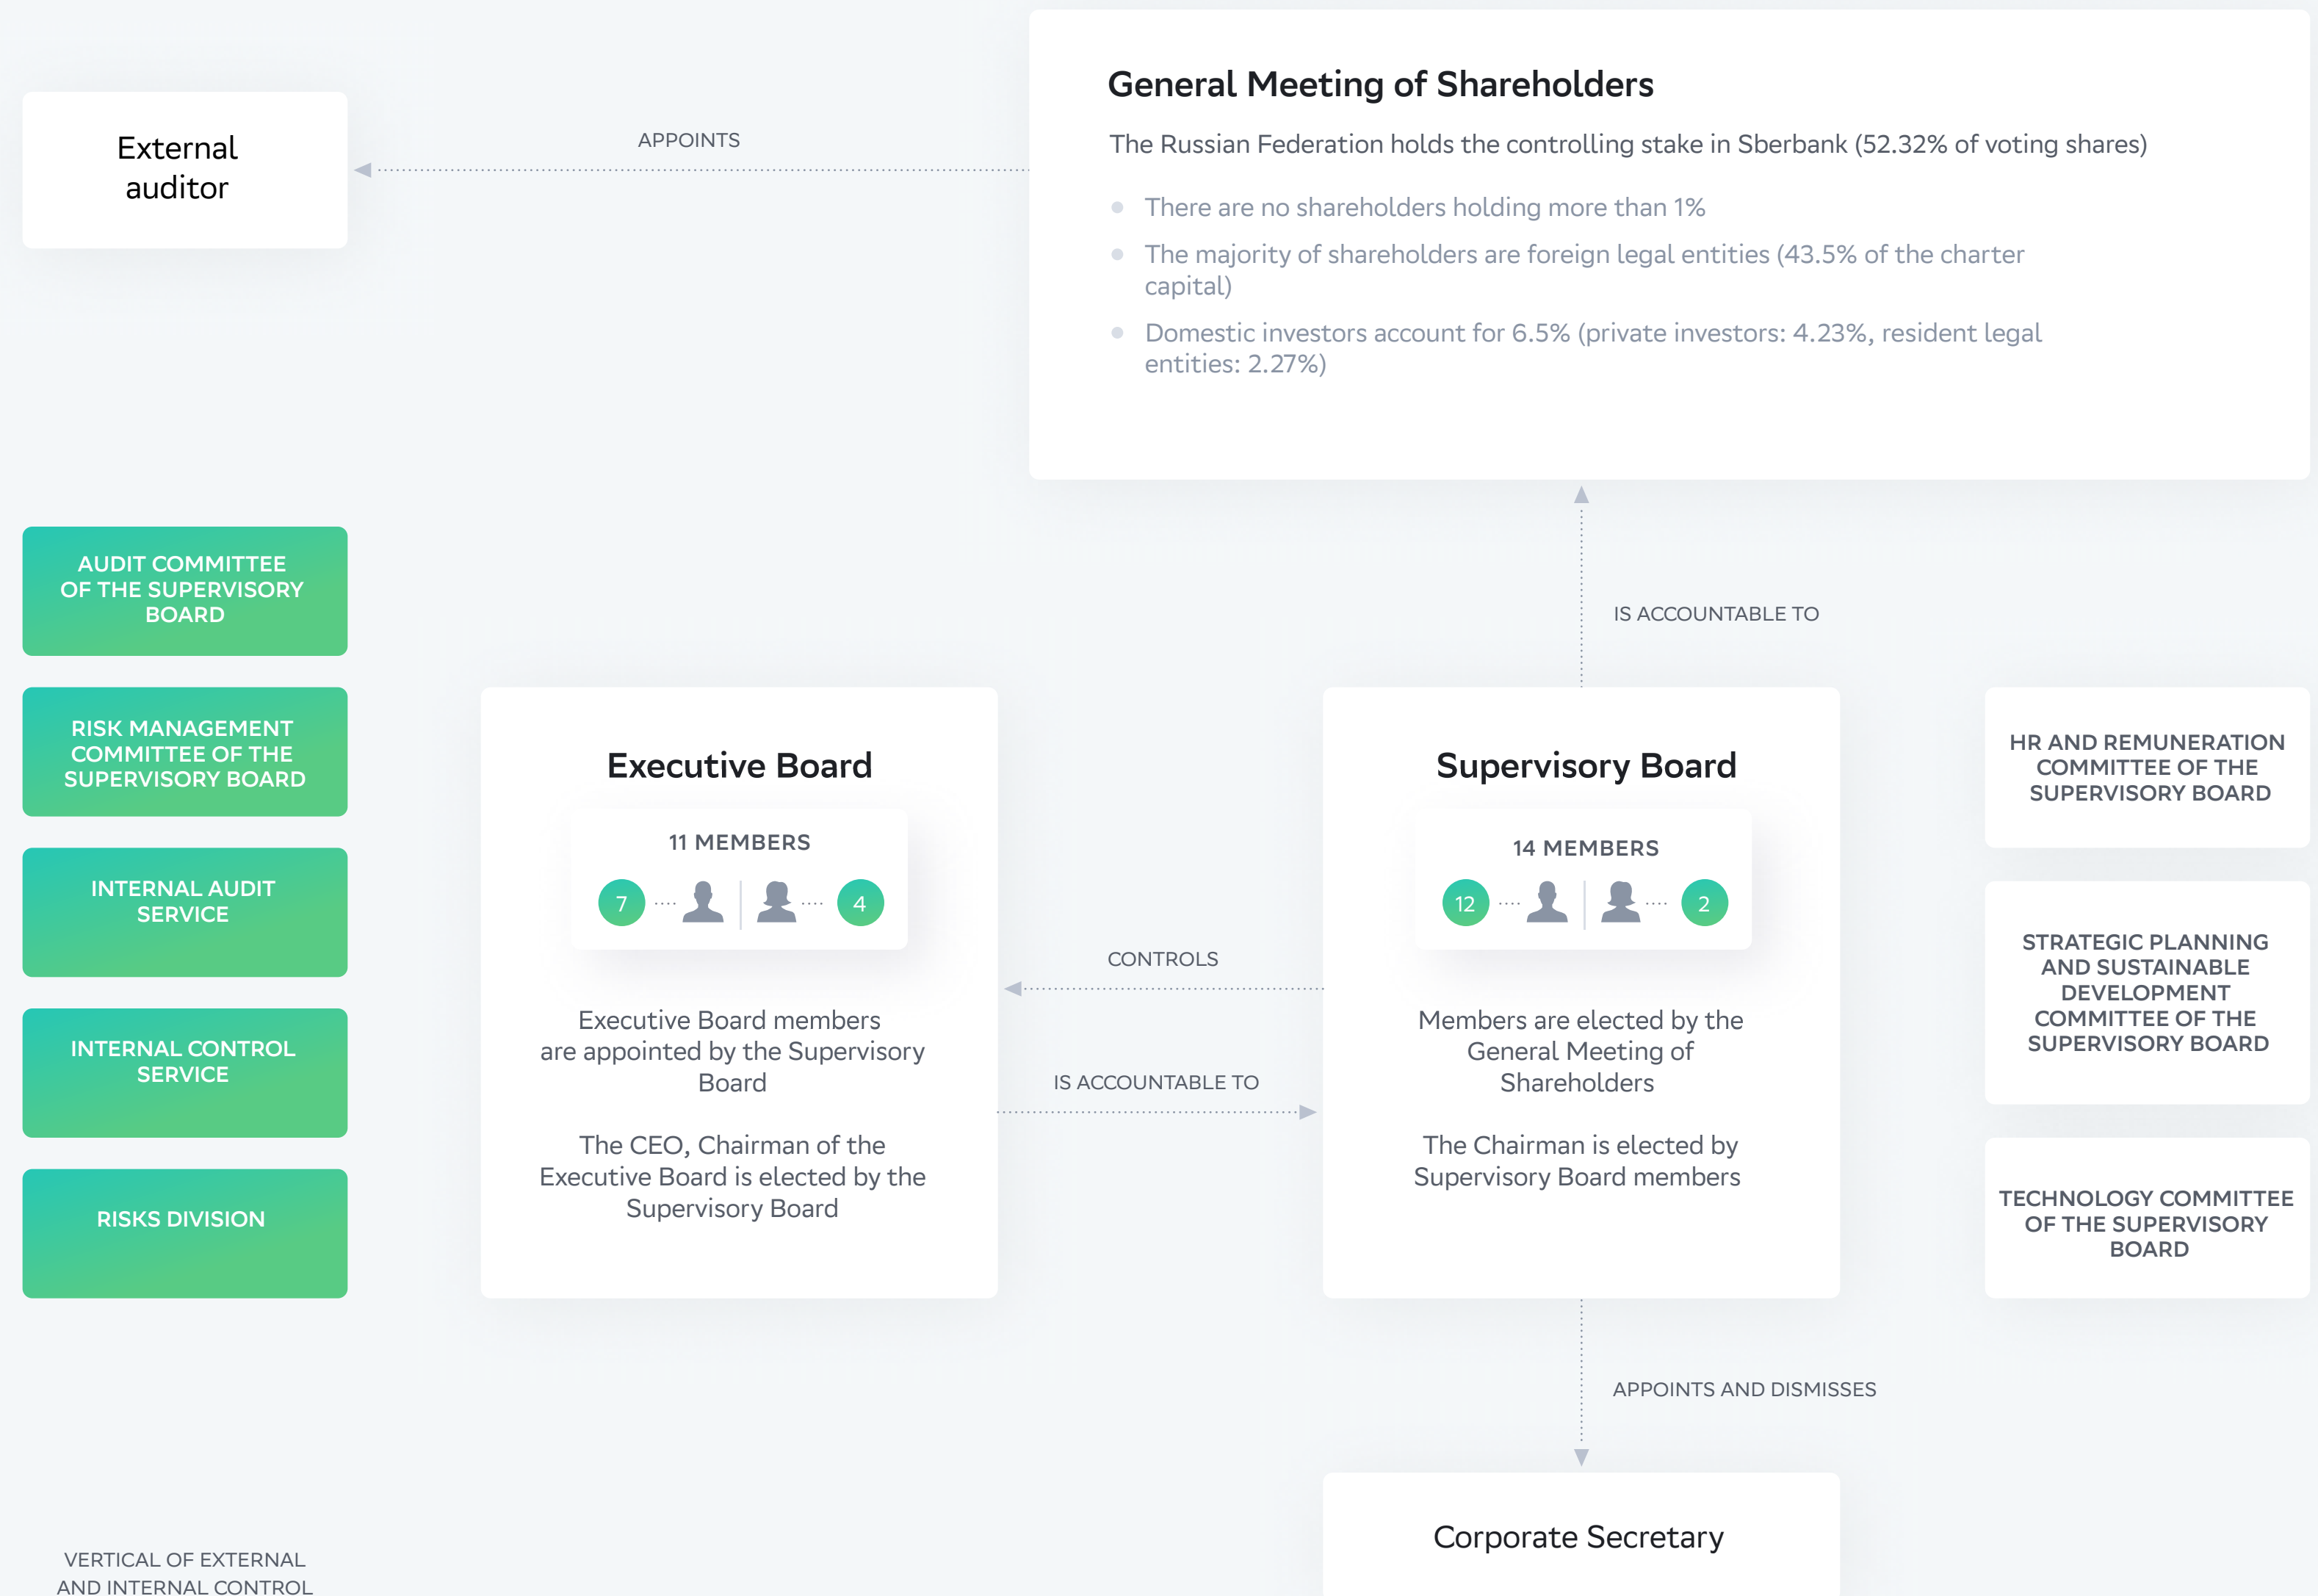 General Meeting of Shareholders
The Russian Federation holds the controlling stake in Sberbank (52.32% of voting shares)
There are no shareholders holding more than 1%
The majority of shareholders are foreign legal entities (43.5% of the charter
capital)
Domestic investors account for 6.5% (private investors: 4.23%, resident legal
entities: 2.27%)
APPOINTS
External
auditor
AUDIT COMMITTEE
OF THE SUPERVISORY
BOARD
RISK MANAGEMENT
COMMITTEE OF THE
SUPERVISORY BOARD
INTERNAL AUDIT
SERVICE
INTERNAL CONTROL
SERVICE
RISKS DIVISION
VERTICAL OF EXTERNAL
AND INTERNAL CONTROL
Executive Board
11 MEMBERS
7
4
Executive Board members
are appointed by the Supervisory
Board
The CEO, Chairman of the
Executive Board is elected by the
Supervisory Board
CONTROLS
IS ACCOUNTABLE TO
IS ACCOUNTABLE TO
Supervisory Board
14 MEMBERS
12
2
Members are elected by the
General Meeting of
Shareholders
The Chairman is elected by
Supervisory Board members
APPOINTS AND DISMISSES
Corporate Secretary
HR AND REMUNERATION
COMMITTEE OF THE
SUPERVISORY BOARD
STRATEGIC PLANNING
AND SUSTAINABLE
DEVELOPMENT
COMMITTEE OF THE
SUPERVISORY BOARD
TECHNOLOGY COMMITTEE
OF THE SUPERVISORY
BOARD